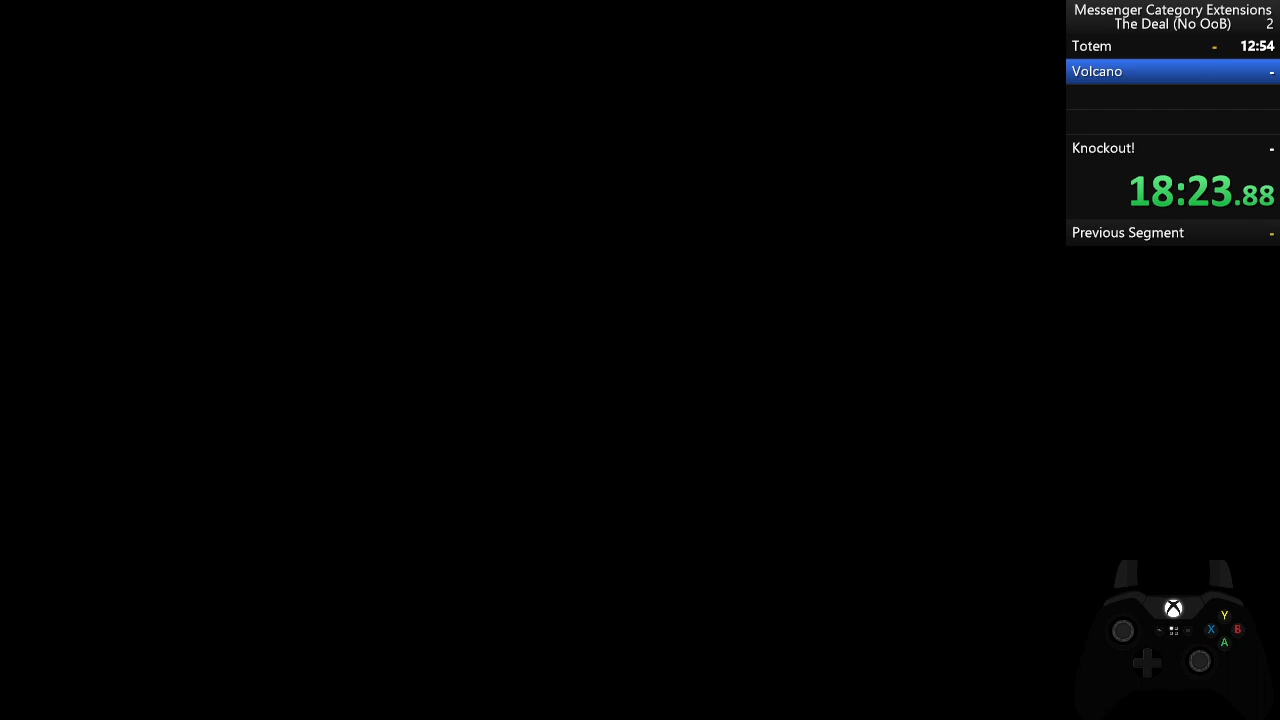 Messenger Category Extensions
The Deal (No OoB) 2
Totem - 12:54
Volcano -
Knockout! -
18:23.88
Previous Segment -
Y
X B
A